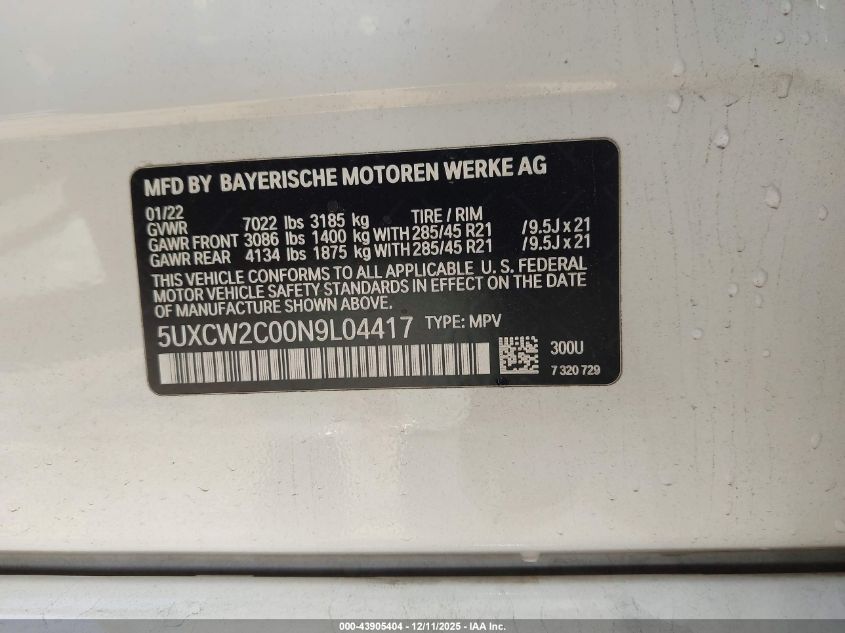 MFD BY BAYERISCHE MOTOREN WERKE AG
01/22
GVWR 7022 lbs 3185 kg TIRE / RIM
GAWR FRONT 3086 lbs 1400 kg WITH 285/45 R21 /9.5J x 21
GAWR REAR 4134 lbs 1875 kg WITH 285/45 R21 /9.5J x 21
THIS VEHICLE CONFORMS TO ALL APPLICABLE U. S. FEDERAL
MOTOR VEHICLE SAFETY STANDARDS IN EFFECT ON THE DATE
OF MANUFACTURE SHOWN ABOVE.
5UXCW2C00N9L04417 TYPE: MPV
300U
7 320 729
000-43905404 - 12/11/2025 - IAA Inc.